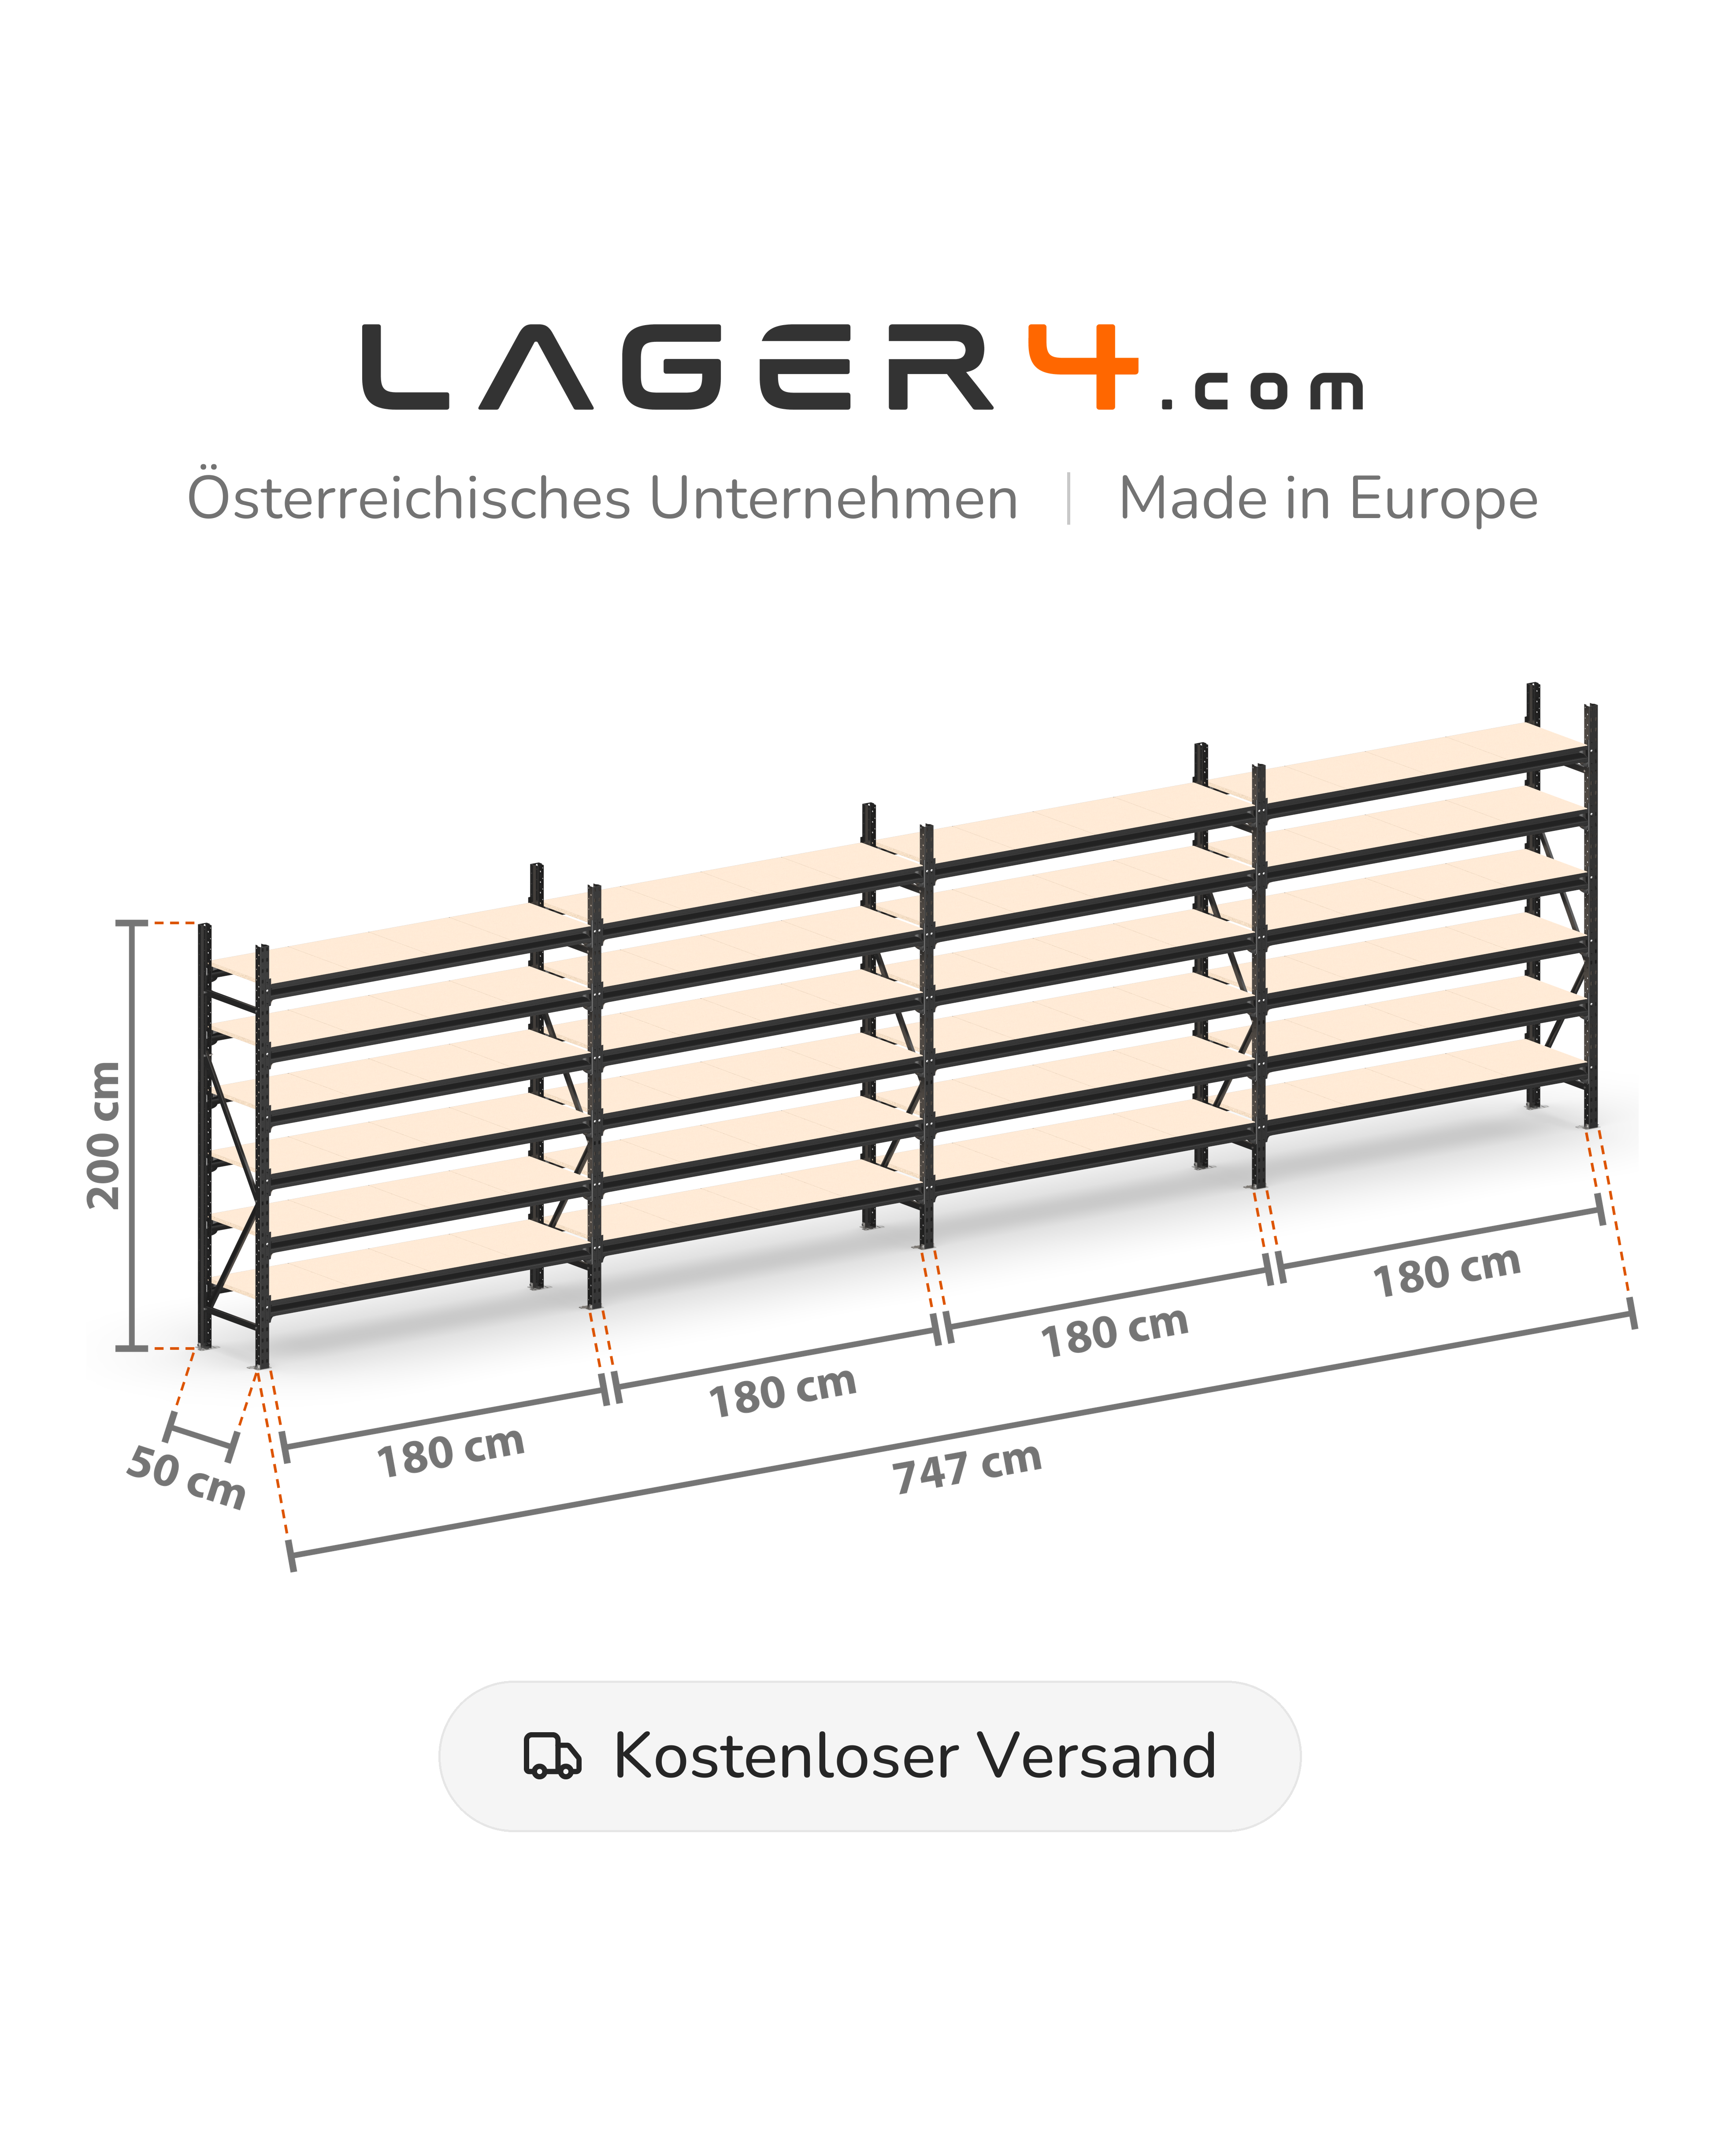 LAGER4.com
Österreichisches Unternehmen | Made in Europe
200 cm
50 cm
180 cm
180 cm
180 cm
180 cm
747 cm
Kostenloser Versand